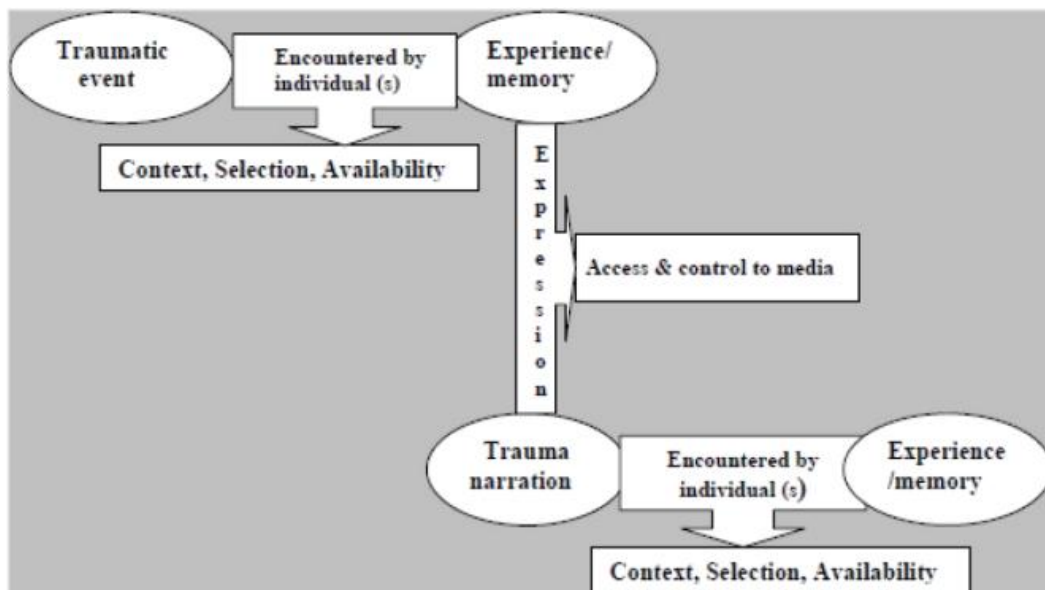 Traumatic
event
Encountered by
individual (s)
Experience/
memory
Context, Selection, Availability
Expression
Access & control to media
Trauma
narration
Encountered by
individual (s)
Experience
/memory
Context, Selection, Availability